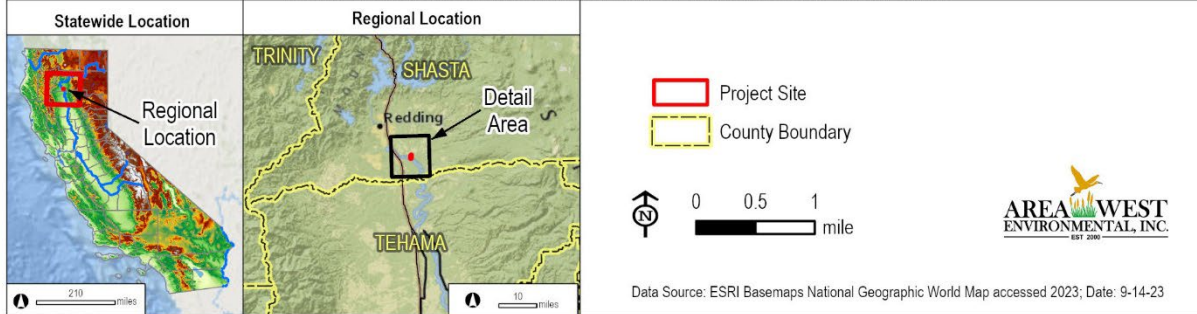 Statewide Location
Regional
Location
210
miles
Regional Location
TRINITY
SHASTA
Redding
Detail
Area
TEHAMA
10
miles
Project Site
County Boundary
N
0 0.5 1
mile
AREA WEST
ENVIRONMENTAL, INC.
EST 2000
Data Source: ESRI Basemaps National Geographic World Map accessed 2023; Date: 9-14-23